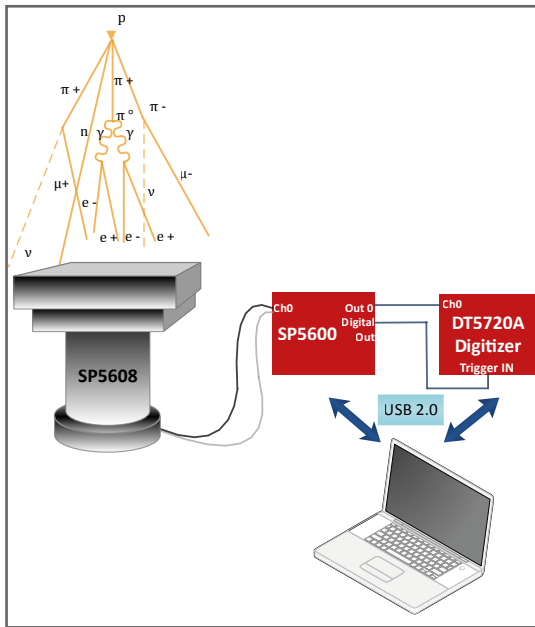 p
π +
π +
π °
π -
n
γ
γ
μ+
ν
μ-
e -
e +
e -
e +
ν
SP5608
Ch0
Out 0
SP5600
Digital
Out
Ch0
DT5720A
Digitizer
Trigger IN
USB 2.0